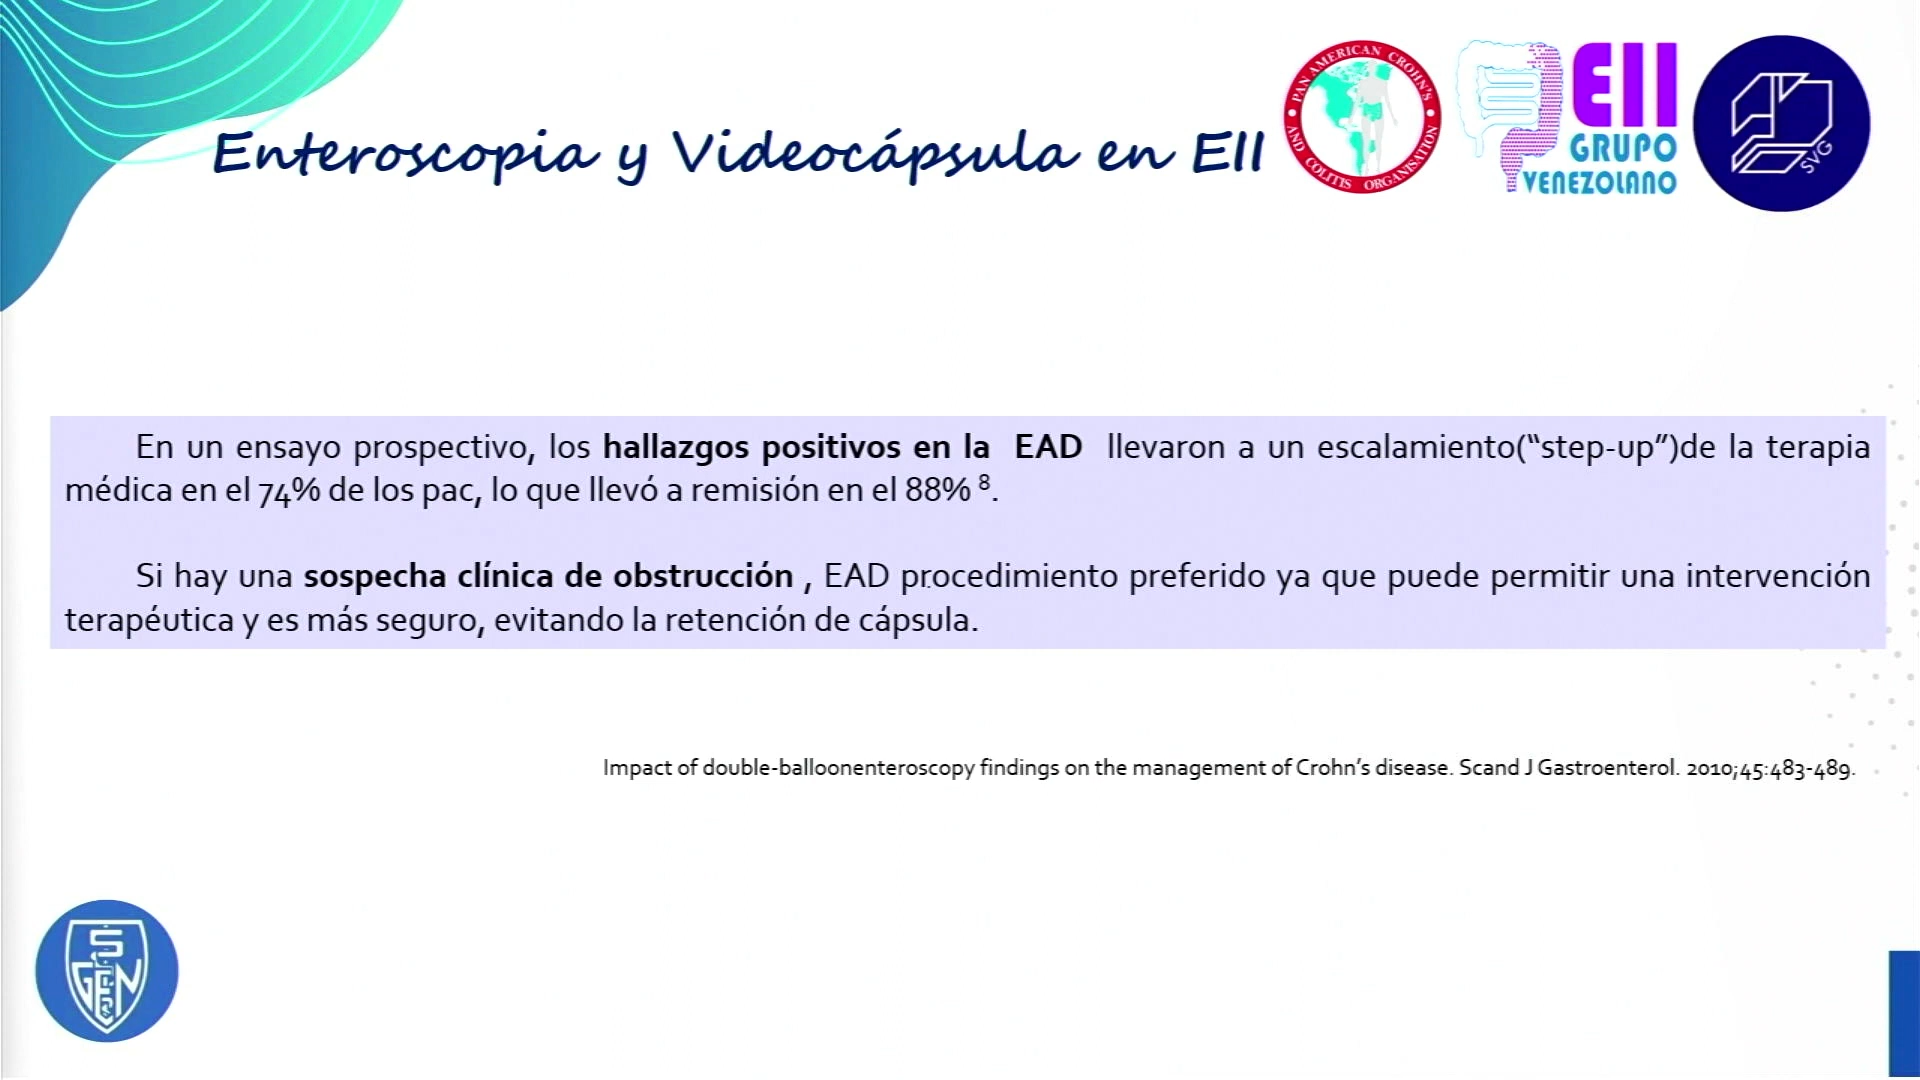 Enteroscopia y Videocápsula en EII
PAN AMERICAN CROHN'S
AND COLITIS ORGANISATION
EII
GRUPO
VENEZOLANO
SVG
En un ensayo prospectivo, los hallazgos positivos en la EAD llevaron a un escalamiento(“step-up”)de la terapia
médica en el 74% de los pac, lo que llevó a remisión en el 88% ⁸.
Si hay una sospecha clínica de obstrucción , EAD procedimiento preferido ya que puede permitir una intervención
terapéutica y es más seguro, evitando la retención de cápsula.
Impact of double-balloonenteroscopy findings on the management of Crohn’s disease. Scand J Gastroenterol. 2010;45:483-489.
S
GEN